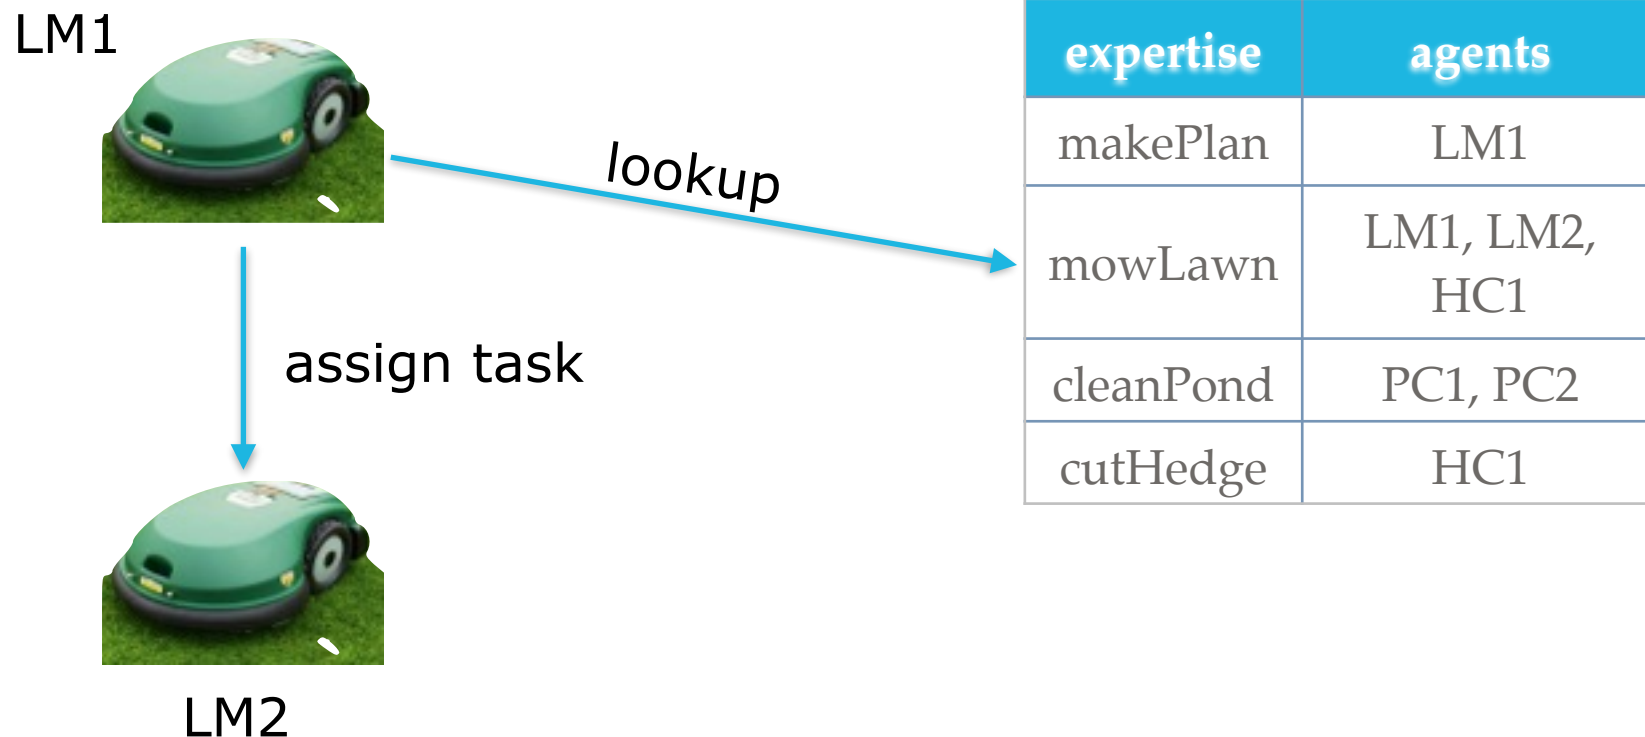 LM1
lookup
assign task
LM2
expertise agents
makePlan LM1
mowLawn LM1, LM2,
HC1
cleanPond PC1, PC2
cutHedge HC1